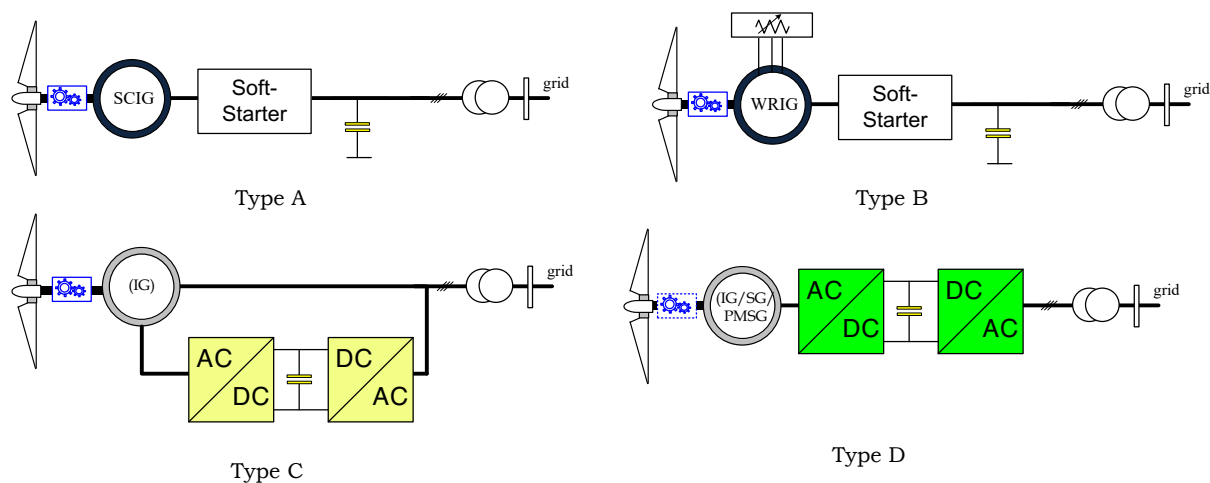 SCIG
Soft-
Starter
grid
Type A
WRIG
Soft-
Starter
grid
Type B
(IG)
grid
AC
DC
DC
AC
Type C
(IG/SG/
PMSG
AC
DC
DC
AC
grid
Type D